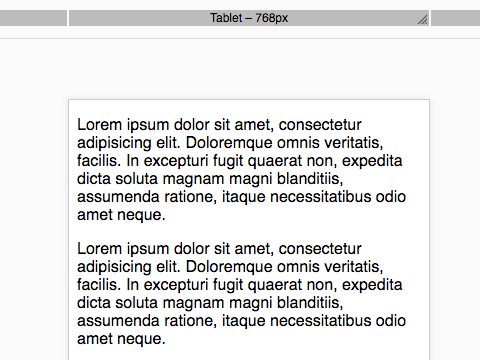 Tablet – 768px
Lorem ipsum dolor sit amet, consectetur
adipisicing elit. Doloremque omnis veritatis,
facilis. In excepturi fugit quaerat non, expedita
dicta soluta magnam magni blanditiis,
assumenda ratione, itaque necessitatibus odio
amet neque.
Lorem ipsum dolor sit amet, consectetur
adipisicing elit. Doloremque omnis veritatis,
facilis. In excepturi fugit quaerat non, expedita
dicta soluta magnam magni blanditiis,
assumenda ratione, itaque necessitatibus odio
amet neque.